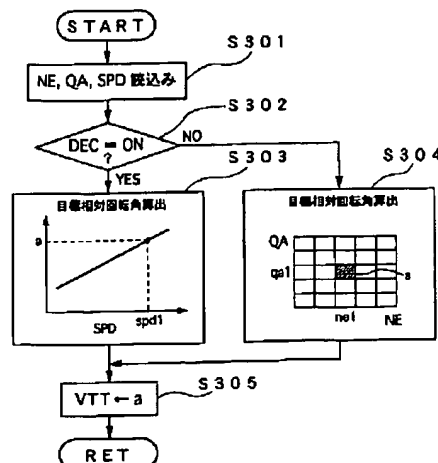 START
S301
NE, QA, SPD 読込み
S302
DEC = ON
?
NO
YES
S303
S304
目標相対回転角算出
a
SPD
spd1
目標相対回転角算出
QA
qa1
a
ne1
NE
S305
VTT ← a
RET